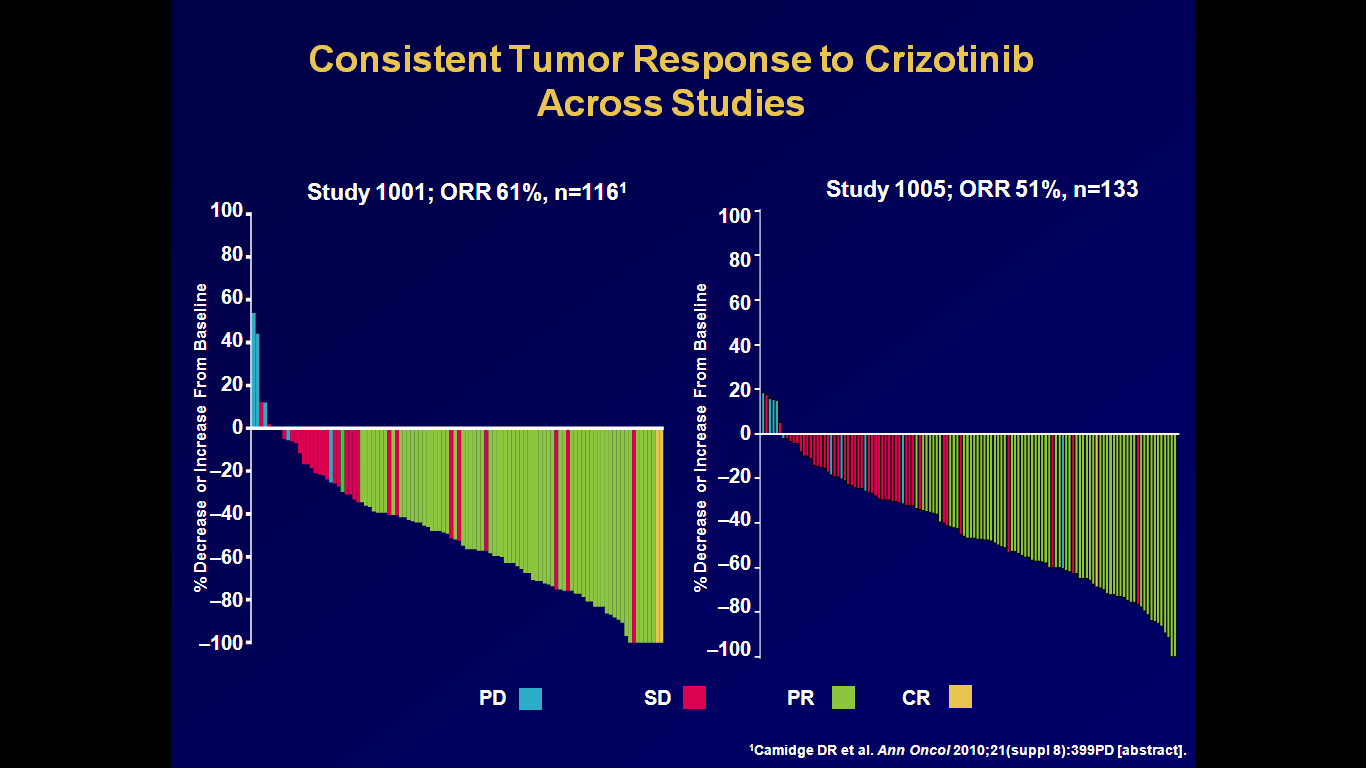 Consistent Tumor Response to Crizotinib
Across Studies
Study 1001; ORR 61%, n=116¹
% Decrease or Increase From Baseline
100
80
60
40
20
0
–20
–40
–60
–80
–100
Study 1005; ORR 51%, n=133
% Decrease or Increase From Baseline
100
80
60
40
20
0
–20
–40
–60
–80
–100
PD SD PR CR
¹Camidge DR et al. Ann Oncol 2010;21(suppl 8):399PD [abstract].